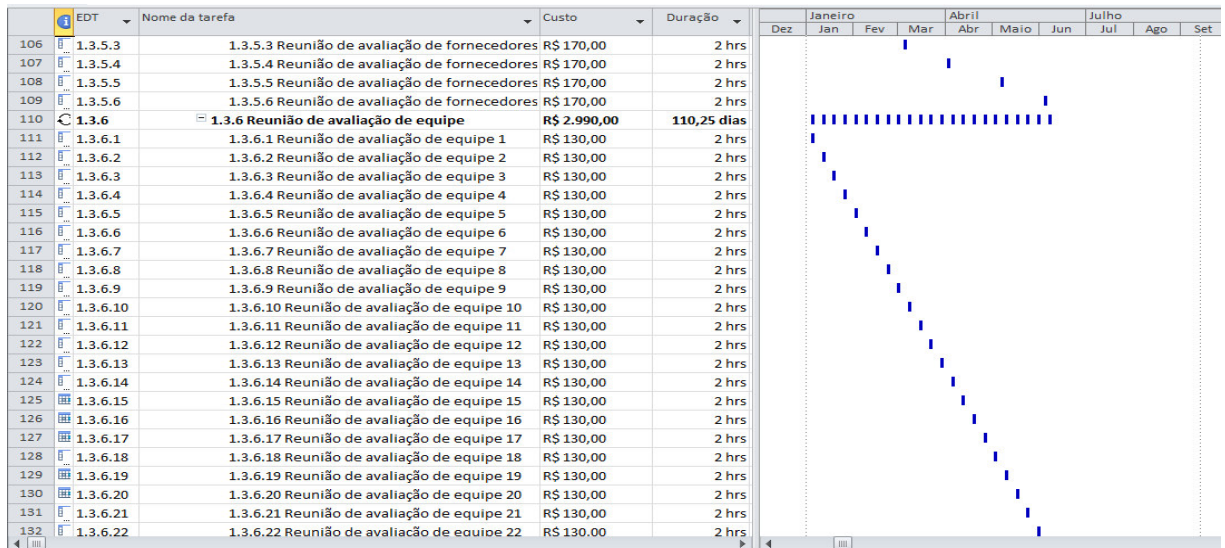 EDT Nome da tarefa Custo Duração Janeiro Abril Julho
Dez Jan Fev Mar Abr Maio Jun Jul Ago Set
106 1.3.5.3 1.3.5.3 Reunião de avaliação de fornecedores R$ 170,00 2 hrs
107 1.3.5.4 1.3.5.4 Reunião de avaliação de fornecedores R$ 170,00 2 hrs
108 1.3.5.5 1.3.5.5 Reunião de avaliação de fornecedores R$ 170,00 2 hrs
109 1.3.5.6 1.3.5.6 Reunião de avaliação de fornecedores R$ 170,00 2 hrs
110 1.3.6 1.3.6 Reunião de avaliação de equipe R$ 2.990,00 110,25 dias
111 1.3.6.1 1.3.6.1 Reunião de avaliação de equipe 1 R$ 130,00 2 hrs
112 1.3.6.2 1.3.6.2 Reunião de avaliação de equipe 2 R$ 130,00 2 hrs
113 1.3.6.3 1.3.6.3 Reunião de avaliação de equipe 3 R$ 130,00 2 hrs
114 1.3.6.4 1.3.6.4 Reunião de avaliação de equipe 4 R$ 130,00 2 hrs
115 1.3.6.5 1.3.6.5 Reunião de avaliação de equipe 5 R$ 130,00 2 hrs
116 1.3.6.6 1.3.6.6 Reunião de avaliação de equipe 6 R$ 130,00 2 hrs
117 1.3.6.7 1.3.6.7 Reunião de avaliação de equipe 7 R$ 130,00 2 hrs
118 1.3.6.8 1.3.6.8 Reunião de avaliação de equipe 8 R$ 130,00 2 hrs
119 1.3.6.9 1.3.6.9 Reunião de avaliação de equipe 9 R$ 130,00 2 hrs
120 1.3.6.10 1.3.6.10 Reunião de avaliação de equipe 10 R$ 130,00 2 hrs
121 1.3.6.11 1.3.6.11 Reunião de avaliação de equipe 11 R$ 130,00 2 hrs
122 1.3.6.12 1.3.6.12 Reunião de avaliação de equipe 12 R$ 130,00 2 hrs
123 1.3.6.13 1.3.6.13 Reunião de avaliação de equipe 13 R$ 130,00 2 hrs
124 1.3.6.14 1.3.6.14 Reunião de avaliação de equipe 14 R$ 130,00 2 hrs
125 1.3.6.15 1.3.6.15 Reunião de avaliação de equipe 15 R$ 130,00 2 hrs
126 1.3.6.16 1.3.6.16 Reunião de avaliação de equipe 16 R$ 130,00 2 hrs
127 1.3.6.17 1.3.6.17 Reunião de avaliação de equipe 17 R$ 130,00 2 hrs
128 1.3.6.18 1.3.6.18 Reunião de avaliação de equipe 18 R$ 130,00 2 hrs
129 1.3.6.19 1.3.6.19 Reunião de avaliação de equipe 19 R$ 130,00 2 hrs
130 1.3.6.20 1.3.6.20 Reunião de avaliação de equipe 20 R$ 130,00 2 hrs
131 1.3.6.21 1.3.6.21 Reunião de avaliação de equipe 21 R$ 130,00 2 hrs
132 1.3.6.22 1.3.6.22 Reunião de avaliação de equipe 22 R$ 130,00 2 hrs